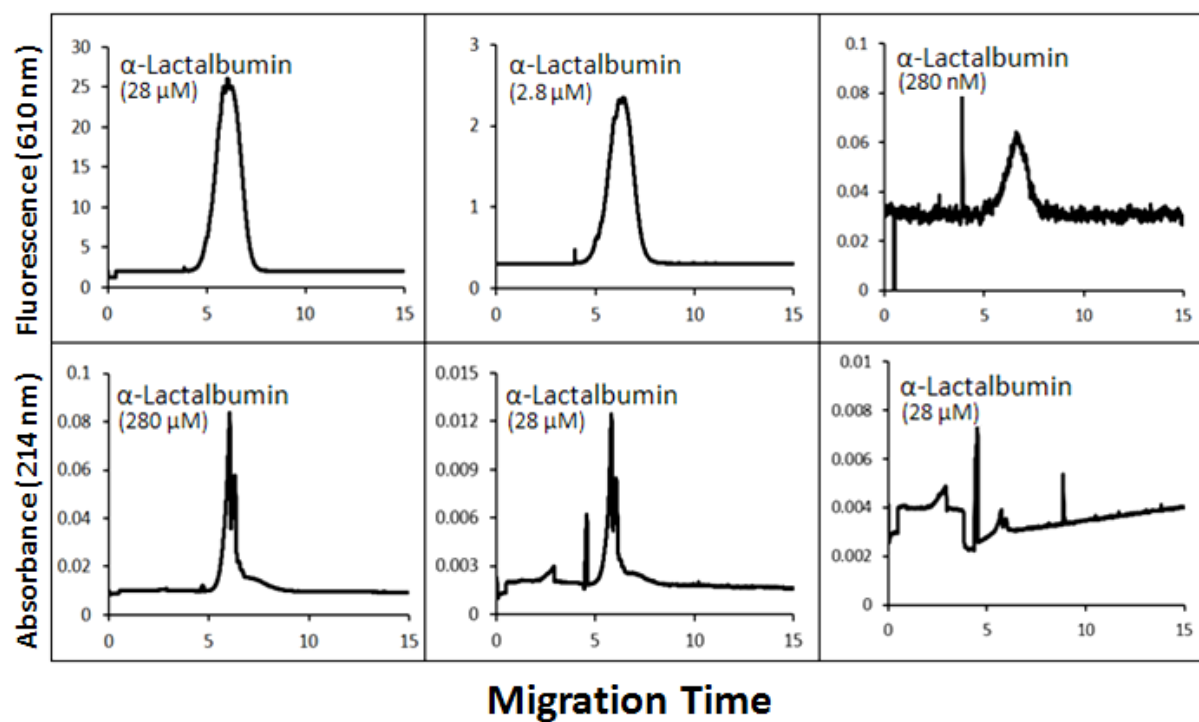 Fluorescence (610 nm)
30
25
20
15
10
5
0
α-Lactalbumin
(28 μM)
0 5 10 15
3
2
1
0
α-Lactalbumin
(2.8 μM)
0 5 10 15
0.1
0.08
0.06
0.04
0.02
0
α-Lactalbumin
(280 nM)
0 5 10 15
Absorbance (214 nm)
0.1
0.08
0.06
0.04
0.02
0
α-Lactalbumin
(280 μM)
0 5 10 15
0.015
0.012
0.009
0.006
0.003
0
α-Lactalbumin
(28 μM)
0 5 10 15
0.01
0.008
0.006
0.004
0.002
0
α-Lactalbumin
(28 μM)
0 5 10 15
Migration Time